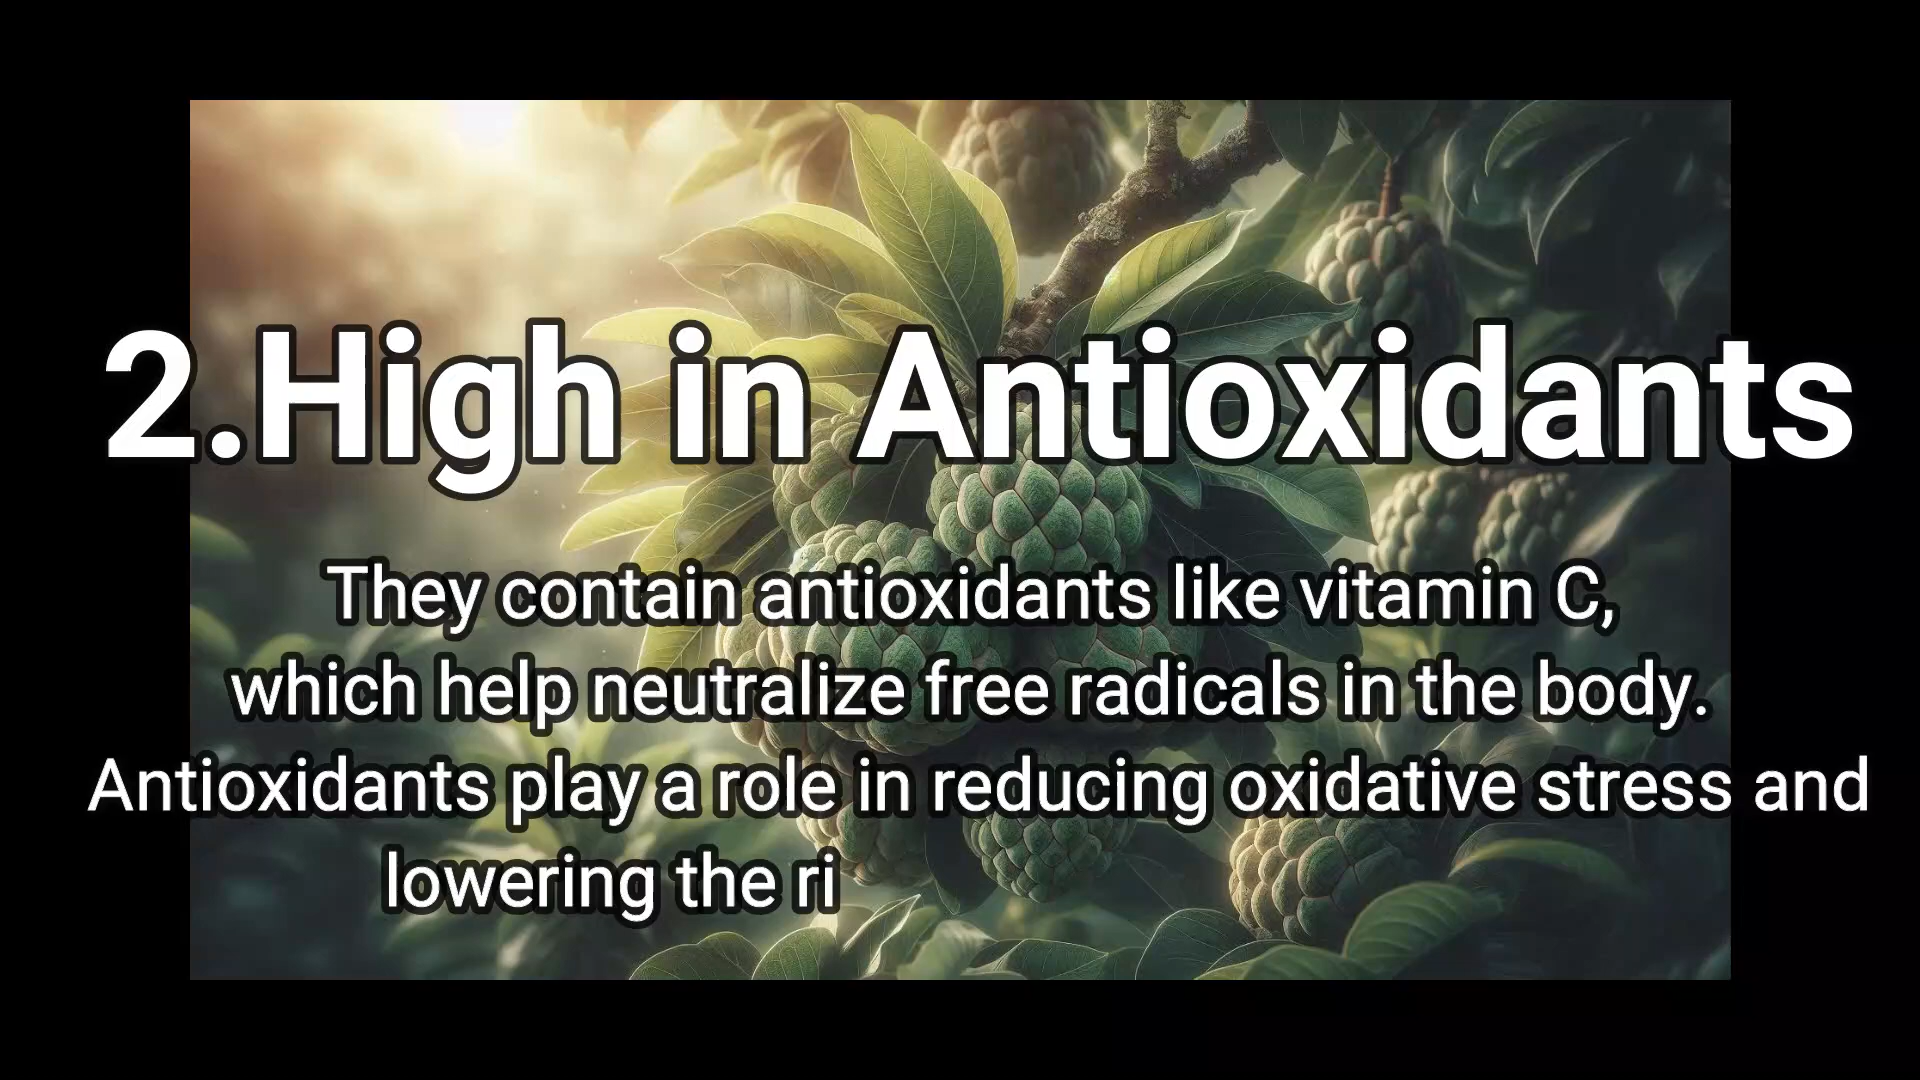 2.High in Antioxidants
They contain antioxidants like vitamin C,
which help neutralize free radicals in the body.
Antioxidants play a role in reducing oxidative stress and
lowering the ri